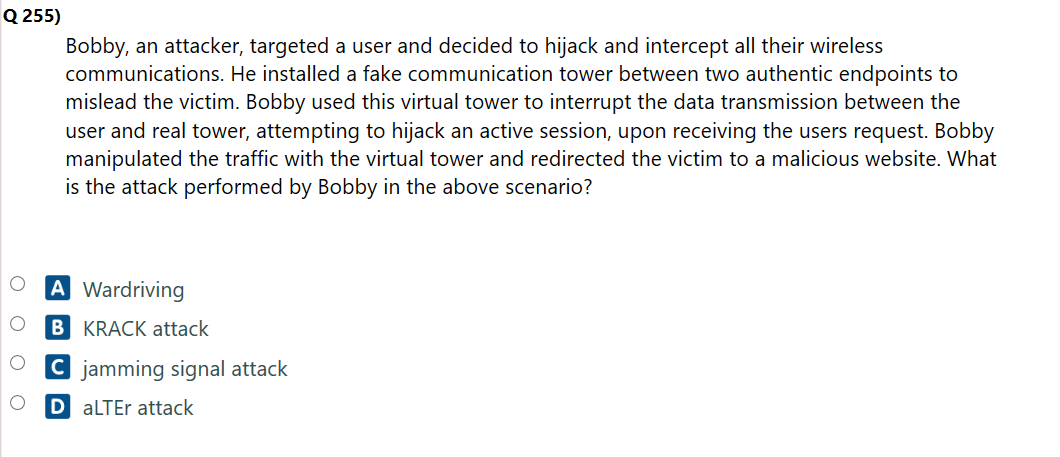 Q 255)
Bobby, an attacker, targeted a user and decided to hijack and intercept all their wireless
communications. He installed a fake communication tower between two authentic endpoints to
mislead the victim. Bobby used this virtual tower to interrupt the data transmission between the
user and real tower, attempting to hijack an active session, upon receiving the users request. Bobby
manipulated the traffic with the virtual tower and redirected the victim to a malicious website. What
is the attack performed by Bobby in the above scenario?
A Wardriving
B KRACK attack
C jamming signal attack
D aLTEr attack